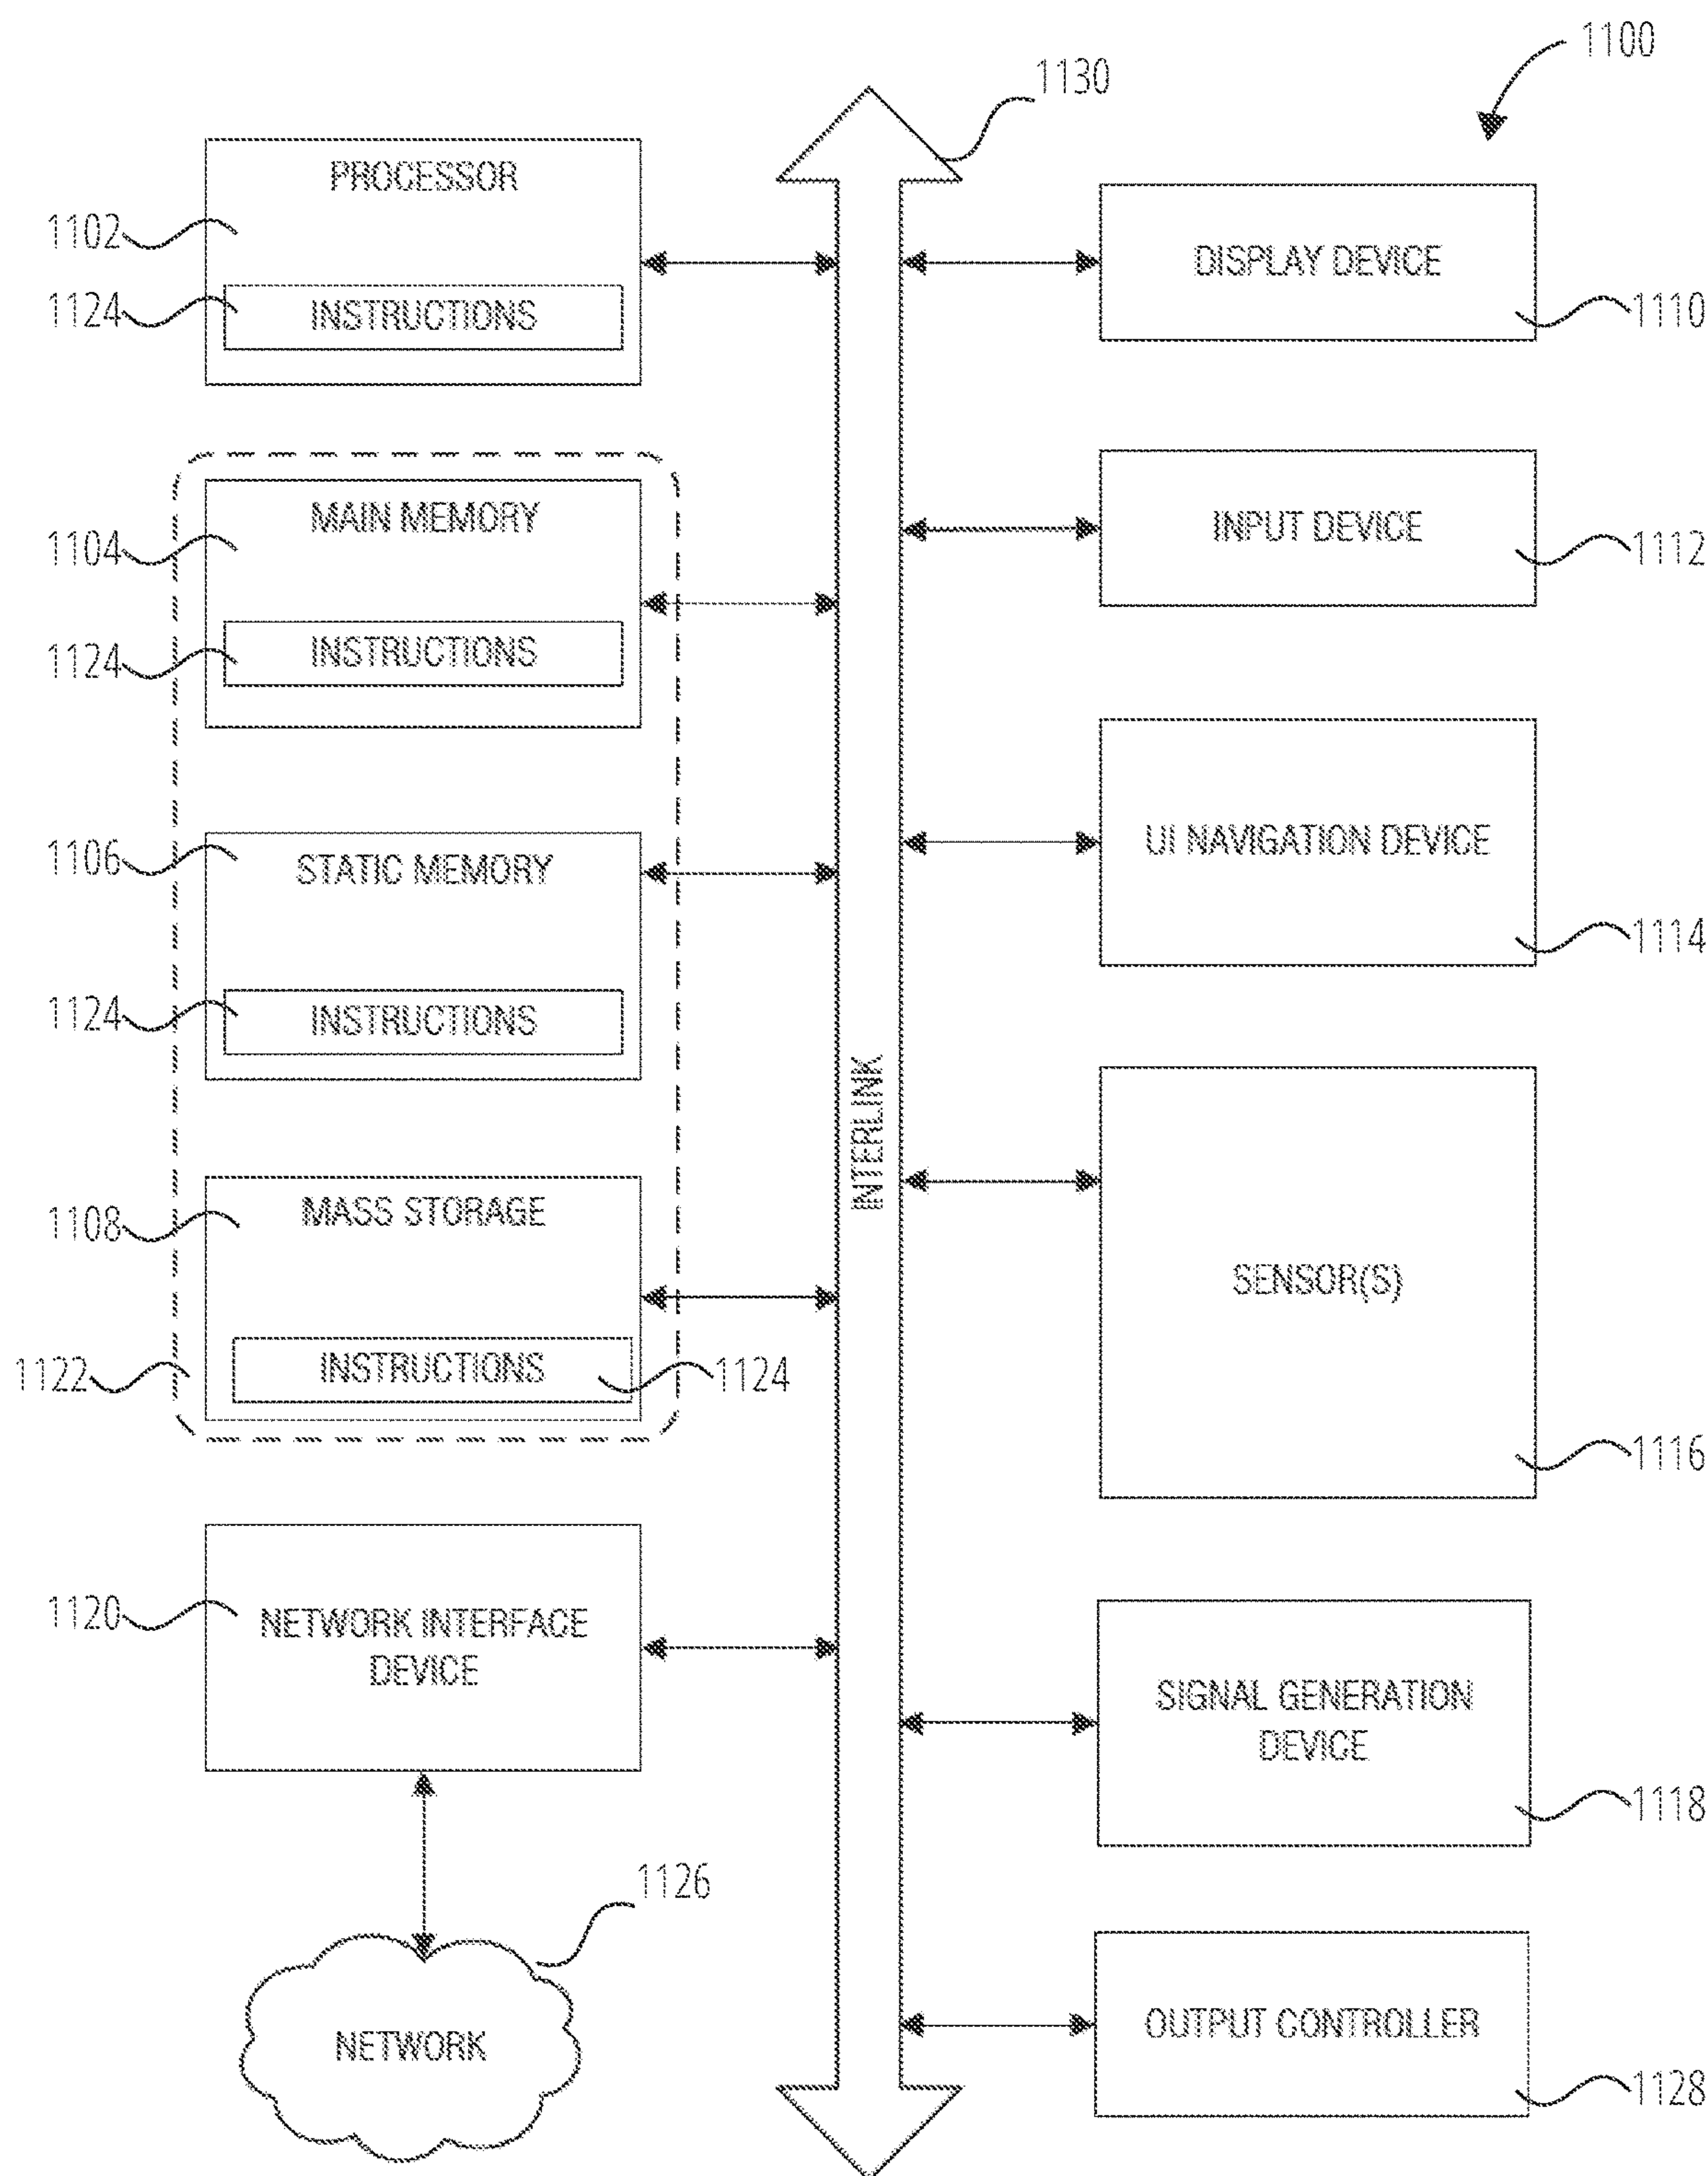 1100
1130
PROCESSOR
1102
1124
INSTRUCTIONS
DISPLAY DEVICE
1110
MAIN MEMORY
1104
1124
INSTRUCTIONS
INPUT DEVICE
1112
UI NAVIGATION DEVICE
1114
1106
STATIC MEMORY
1124
INSTRUCTIONS
INTERLINK
1108
MASS STORAGE
1122
INSTRUCTIONS
1124
SENSOR(S)
1116
1120
NETWORK INTERFACE
DEVICE
SIGNAL GENERATION
DEVICE
1118
1126
NETWORK
OUTPUT CONTROLLER
1128